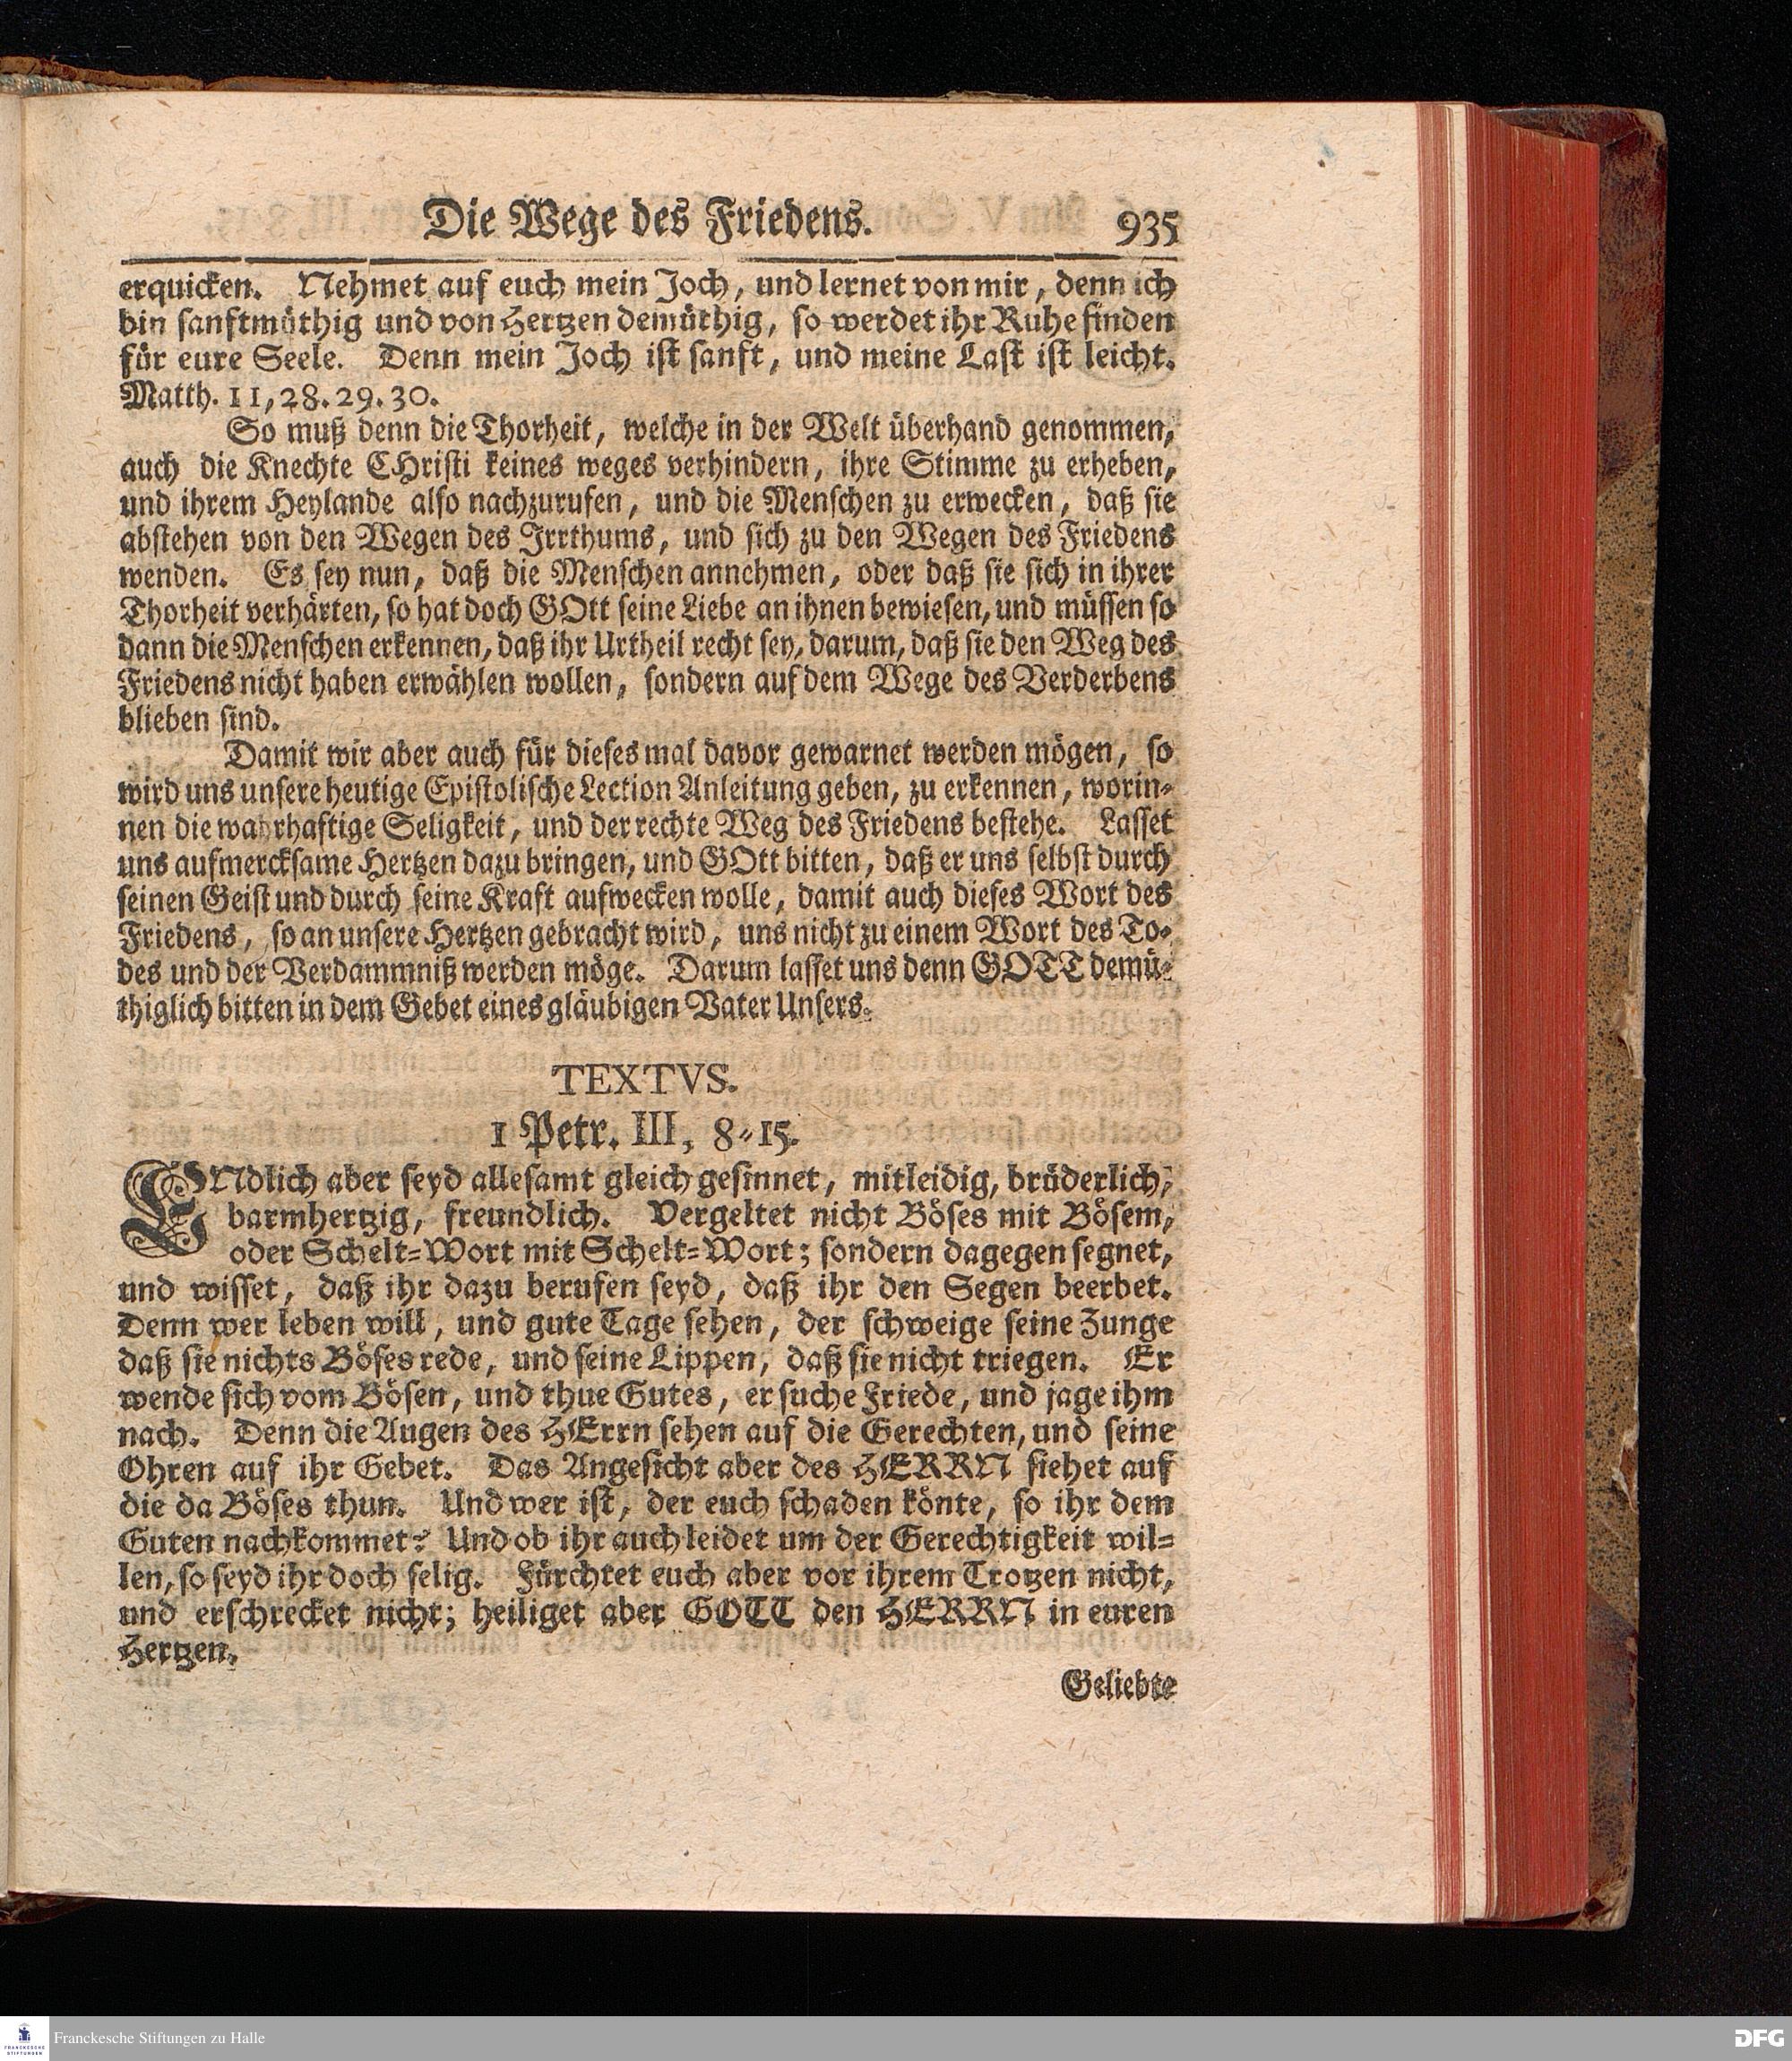 Die Wege des Friedens. 935
erquicken. Nehmet auf euch mein Joch, und lernet von mir, denn ich
bin sanftmüthig und von Hertzen demüthig, so werdet ihr Ruhe finden
für eure Seele. Denn mein Joch ist sanft, und meine Last ist leicht.
Matth. 11, 28. 29. 30.
So muß denn die Thorheit, welche in der Welt überhand genommen,
auch die Knechte CHristi keines weges verhindern, ihre Stimme zu erheben,
und ihrem Heylande also nachzurufen, und die Menschen zu erwecken, daß sie
abstehen von den Wegen des Irrthums, und sich zu den Wegen des Friedens
wenden. Es sey nun, daß die Menschen annehmen, oder daß sie sich in ihrer
Thorheit verhärten, so hat doch GOtt seine Liebe an ihnen bewiesen, und müssen so
dann die Menschen erkennen, daß ihr Urtheil recht sey, darum, daß sie den Weg des
Friedens nicht haben erwählen wollen, sondern auf dem Wege des Verderbens
blieben sind.
Damit wir aber auch für dieses mal davor gewarnet werden mögen, so
wird uns unsere heutige Epistolische Lection Anleitung geben, zu erkennen, worin-
nen die wahrhaftige Seligkeit, und der rechte Weg des Friedens bestehe. Lasset
uns aufmercksame Hertzen dazu bringen, und GOtt bitten, daß er uns selbst durch
seinen Geist und durch seine Kraft aufwecken wolle, damit auch dieses Wort des
Friedens, so an unsere Hertzen gebracht wird, uns nicht zu einem Wort des To-
des und der Verdammniß werden möge. Darum lasset uns denn GOTT demü-
thiglich bitten in dem Gebet eines gläubigen Vater Unsers.
TEXTVS.
1 Petr. III, 8-15.
ENdlich aber seyd allesamt gleich gesinnet, mitleidig, brüderlich,
barmhertzig, freundlich. Vergeltet nicht Böses mit Bösem,
oder Schelt-Wort mit Schelt-Wort; sondern dagegen segnet,
und wisset, daß ihr dazu berufen seyd, daß ihr den Segen beerbet.
Denn wer leben will, und gute Tage sehen, der schweige seine Zunge
daß sie nichts Böses rede, und seine Lippen, daß sie nicht triegen. Er
wende sich vom Bösen, und thue Gutes, er suche Friede, und jage ihm
nach. Denn die Augen des HErrn sehen auf die Gerechten, und seine
Ohren auf ihr Gebet. Das Angesicht aber des HERRN siehet auf
die da Böses thun. Und wer ist, der euch schaden könte, so ihr dem
Guten nachkommet? Und ob ihr auch leidet um der Gerechtigkeit wil-
len, so seyd ihr doch selig. Fürchtet euch aber vor ihrem Trotzen nicht,
und erschrecket nicht; heiliget aber GOTT den HERRN in euren
Hertzen.
Geliebte
FRANCKESCHE STIFTUNGEN
Franckesche Stiftungen zu Halle
DFG